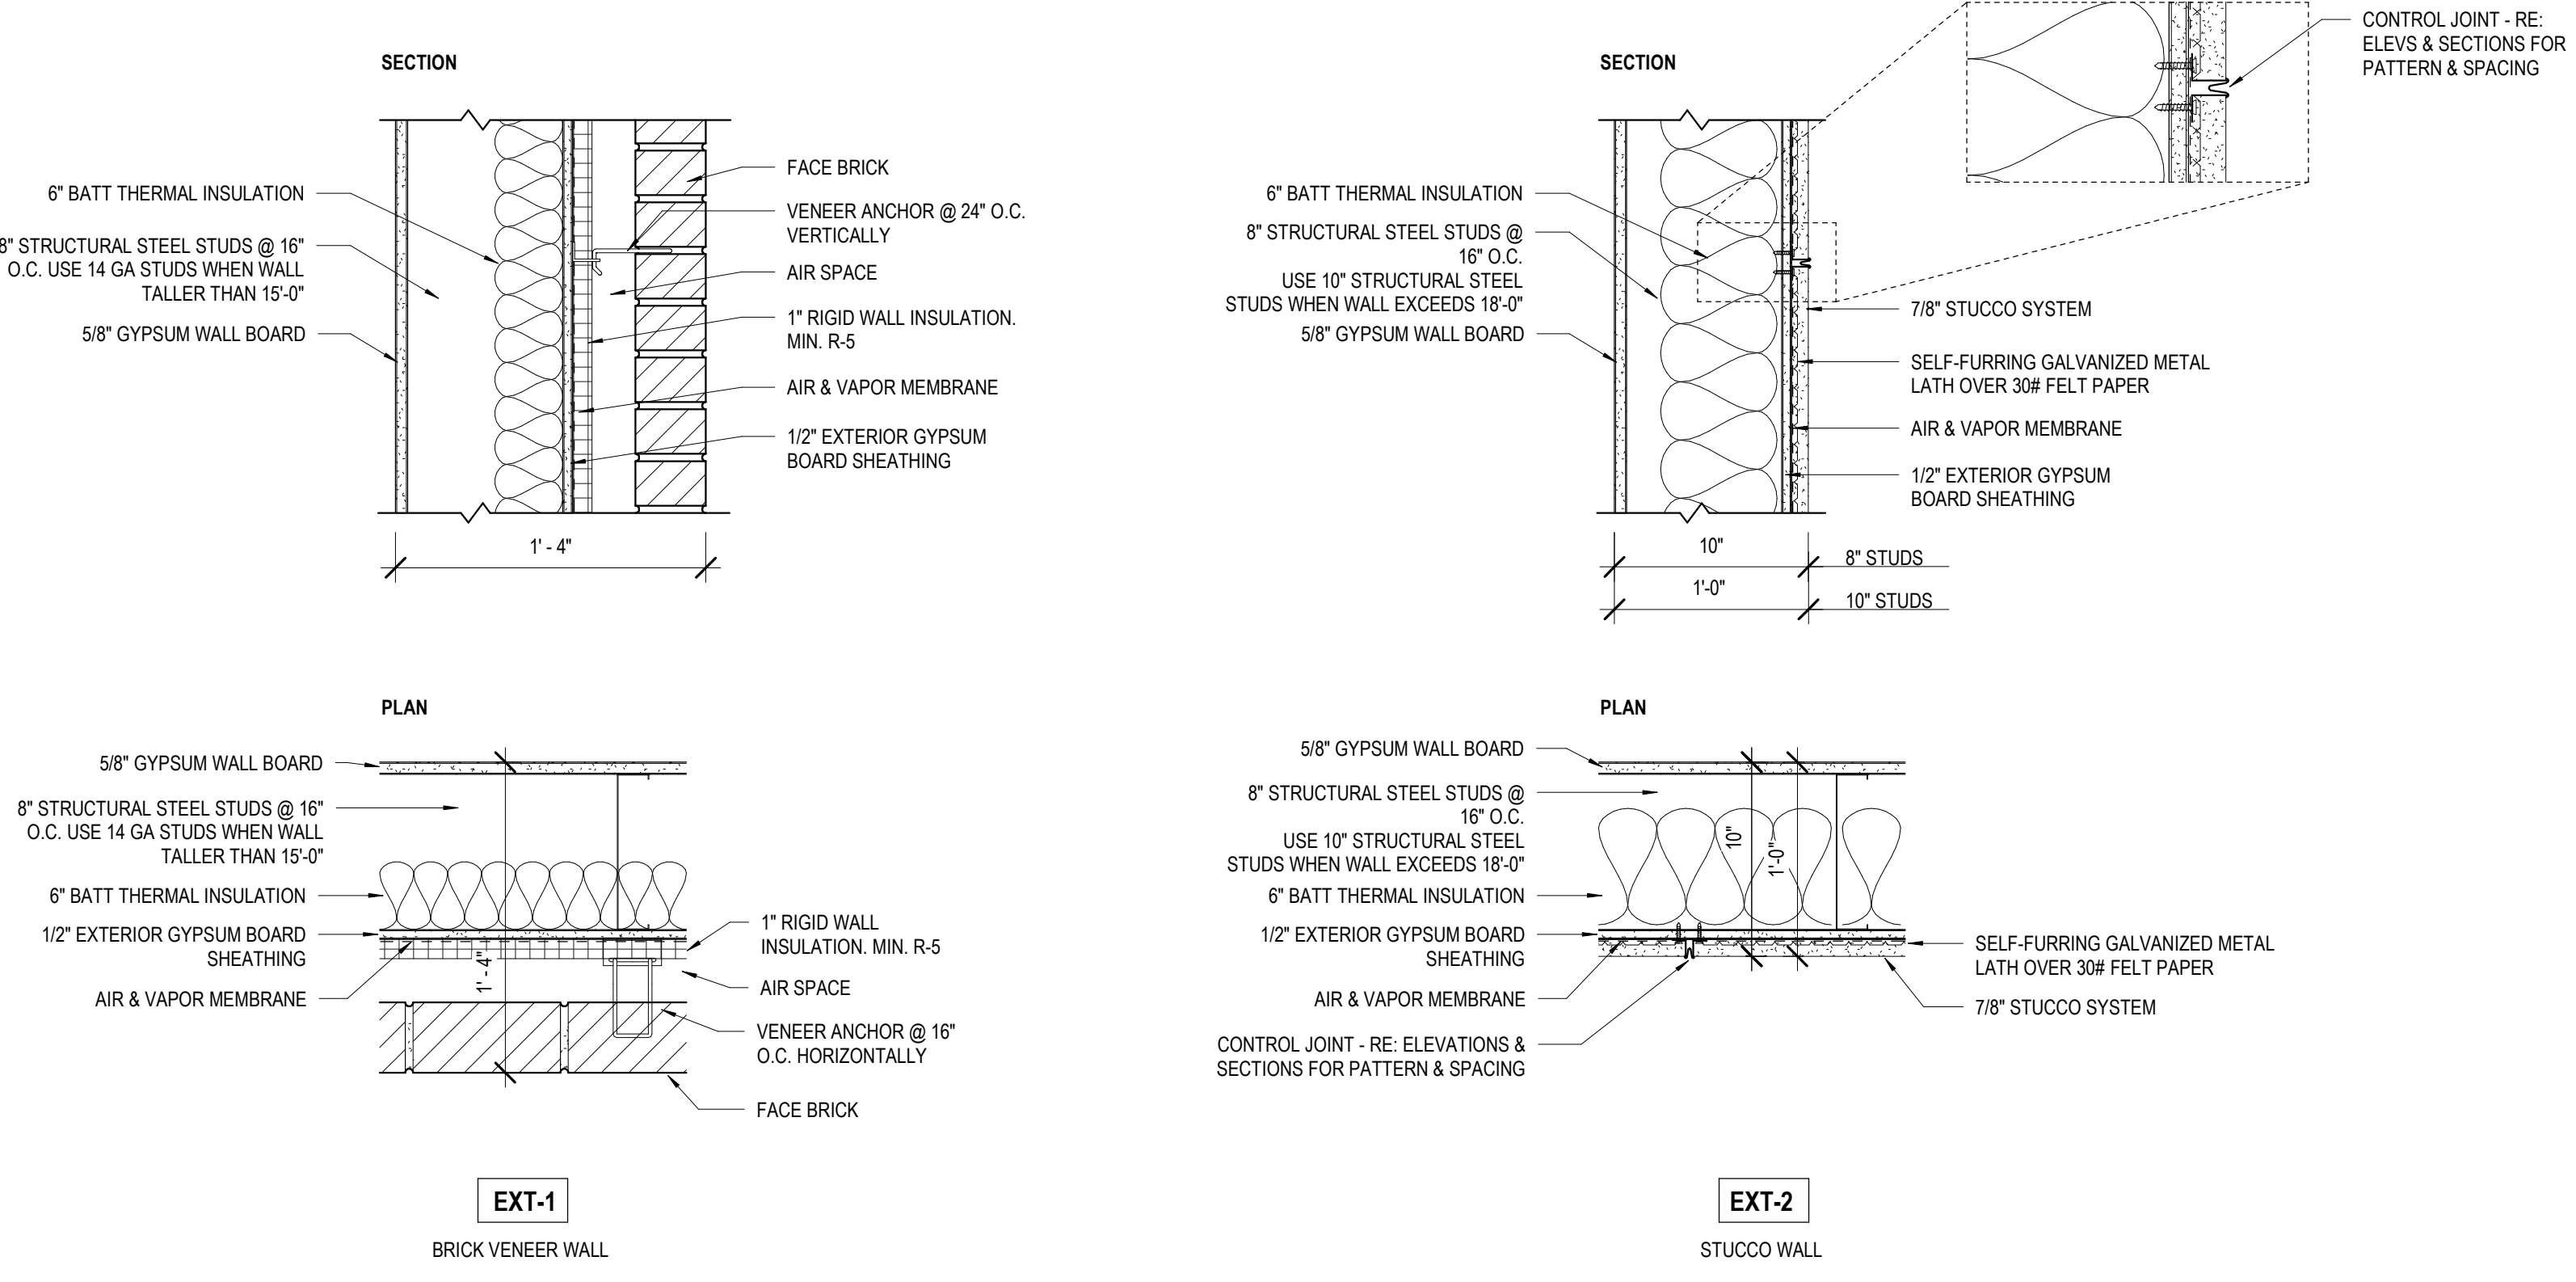 SECTION
6" BATT THERMAL INSULATION
8" STRUCTURAL STEEL STUDS @ 16"
O.C. USE 14 GA STUDS WHEN WALL
TALLER THAN 15'-0"
5/8" GYPSUM WALL BOARD
FACE BRICK
VENEER ANCHOR @ 24" O.C.
VERTICALLY
AIR SPACE
1" RIGID WALL INSULATION.
MIN. R-5
AIR & VAPOR MEMBRANE
1/2" EXTERIOR GYPSUM
BOARD SHEATHING
1' - 4"
PLAN
5/8" GYPSUM WALL BOARD
8" STRUCTURAL STEEL STUDS @ 16"
O.C. USE 14 GA STUDS WHEN WALL
TALLER THAN 15'-0"
6" BATT THERMAL INSULATION
1/2" EXTERIOR GYPSUM BOARD
SHEATHING
AIR & VAPOR MEMBRANE
1' - 4"
1" RIGID WALL
INSULATION. MIN. R-5
AIR SPACE
VENEER ANCHOR @ 16"
O.C. HORIZONTALLY
FACE BRICK
EXT-1
BRICK VENEER WALL
SECTION
CONTROL JOINT - RE:
ELEVS & SECTIONS FOR
PATTERN & SPACING
6" BATT THERMAL INSULATION
8" STRUCTURAL STEEL STUDS @
16" O.C.
USE 10" STRUCTURAL STEEL
STUDS WHEN WALL EXCEEDS 18'-0"
5/8" GYPSUM WALL BOARD
7/8" STUCCO SYSTEM
SELF-FURRING GALVANIZED METAL
LATH OVER 30# FELT PAPER
AIR & VAPOR MEMBRANE
1/2" EXTERIOR GYPSUM
BOARD SHEATHING
10"
8" STUDS
1'-0"
10" STUDS
PLAN
5/8" GYPSUM WALL BOARD
8" STRUCTURAL STEEL STUDS @
16" O.C.
USE 10" STRUCTURAL STEEL
STUDS WHEN WALL EXCEEDS 18'-0"
6" BATT THERMAL INSULATION
1/2" EXTERIOR GYPSUM BOARD
SHEATHING
AIR & VAPOR MEMBRANE
CONTROL JOINT - RE: ELEVATIONS &
SECTIONS FOR PATTERN & SPACING
10"
1'-0"
SELF-FURRING GALVANIZED METAL
LATH OVER 30# FELT PAPER
7/8" STUCCO SYSTEM
EXT-2
STUCCO WALL